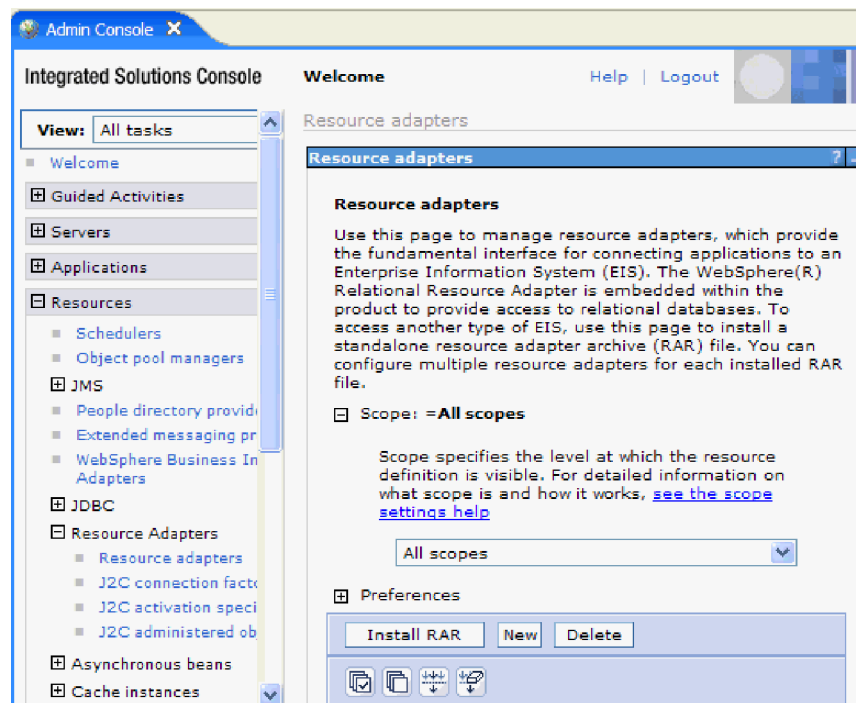 Admin Console
Integrated Solutions Console
Welcome
Help | Logout
View: All tasks
Welcome
Guided Activities
Servers
Applications
Resources
Schedulers
Object pool managers
JMS
People directory provid
Extended messaging pr
WebSphere Business In
Adapters
JDBC
Resource Adapters
Resource adapters
J2C connection facto
J2C activation speci
J2C administered ob
Asynchronous beans
Cache instances
Resource adapters
Resource adapters ?
Resource adapters
Use this page to manage resource adapters, which provide
the fundamental interface for connecting applications to an
Enterprise Information System (EIS). The WebSphere(R)
Relational Resource Adapter is embedded within the
product to provide access to relational databases. To
access another type of EIS, use this page to install a
standalone resource adapter archive (RAR) file. You can
configure multiple resource adapters for each installed RAR
file.
Scope: =All scopes
Scope specifies the level at which the resource
definition is visible. For detailed information on
what scope is and how it works, see the scope
settings help
All scopes
Preferences
Install RAR New Delete